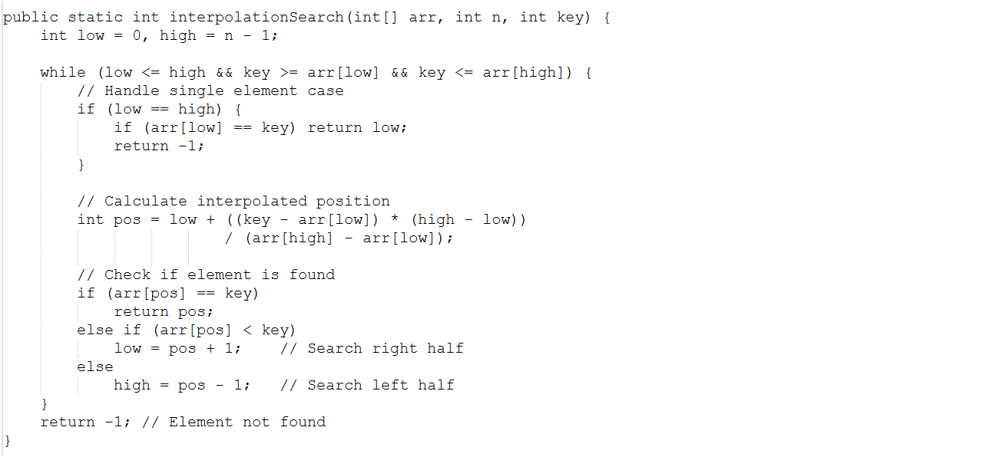 public static int interpolationSearch(int[] arr, int n, int key) {
    int low = 0, high = n - 1;

    while (low <= high && key >= arr[low] && key <= arr[high]) {
        // Handle single element case
        if (low == high) {
            if (arr[low] == key) return low;
            return -1;
        }

        // Calculate interpolated position
        int pos = low + ((key - arr[low]) * (high - low))
                        / (arr[high] - arr[low]);

        // Check if element is found
        if (arr[pos] == key)
            return pos;
        else if (arr[pos] < key)
            low = pos + 1;    // Search right half
        else
            high = pos - 1;   // Search left half
    }
    return -1; // Element not found
}